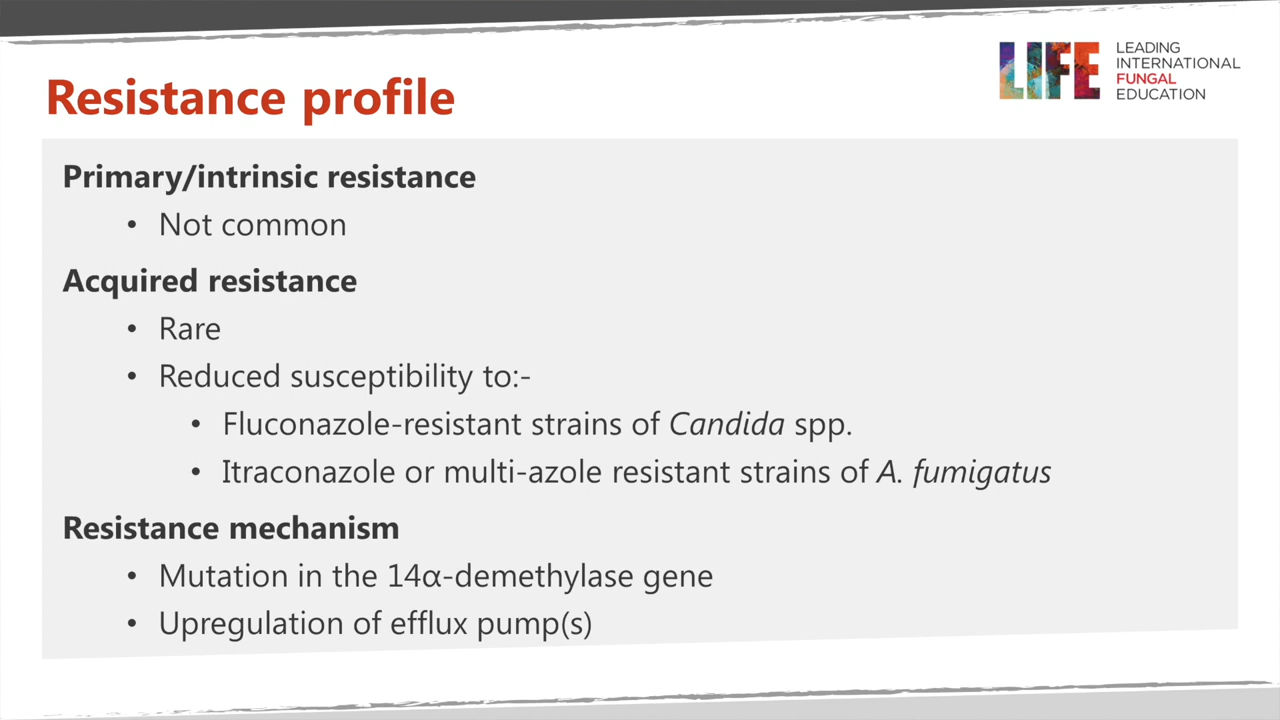 LIFE
LEADING
INTERNATIONAL
FUNGAL
EDUCATION
Resistance profile
Primary/intrinsic resistance
• Not common
Acquired resistance
• Rare
• Reduced susceptibility to:-
• Fluconazole-resistant strains of Candida spp.
• Itraconazole or multi-azole resistant strains of A. fumigatus
Resistance mechanism
• Mutation in the 14α-demethylase gene
• Upregulation of efflux pump(s)